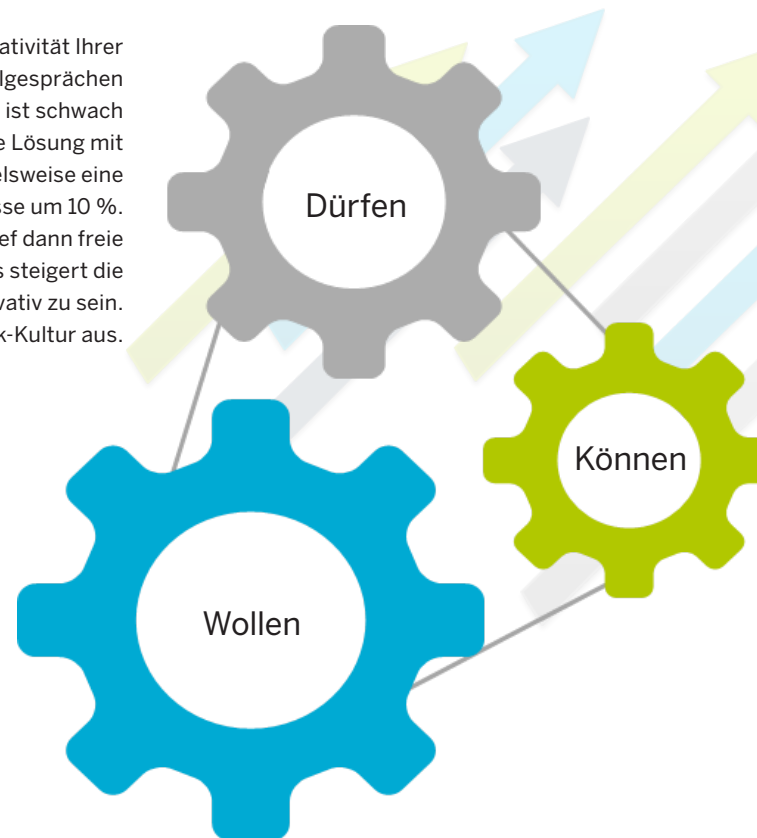 ativität Ihrer
lgesprächen
ist schwach
e Lösung mit
elsweise eine
sse um 10 %.
ef dann freie
s steigert die
vativ zu sein.
k-Kultur aus.
Dürfen
Können
Wollen